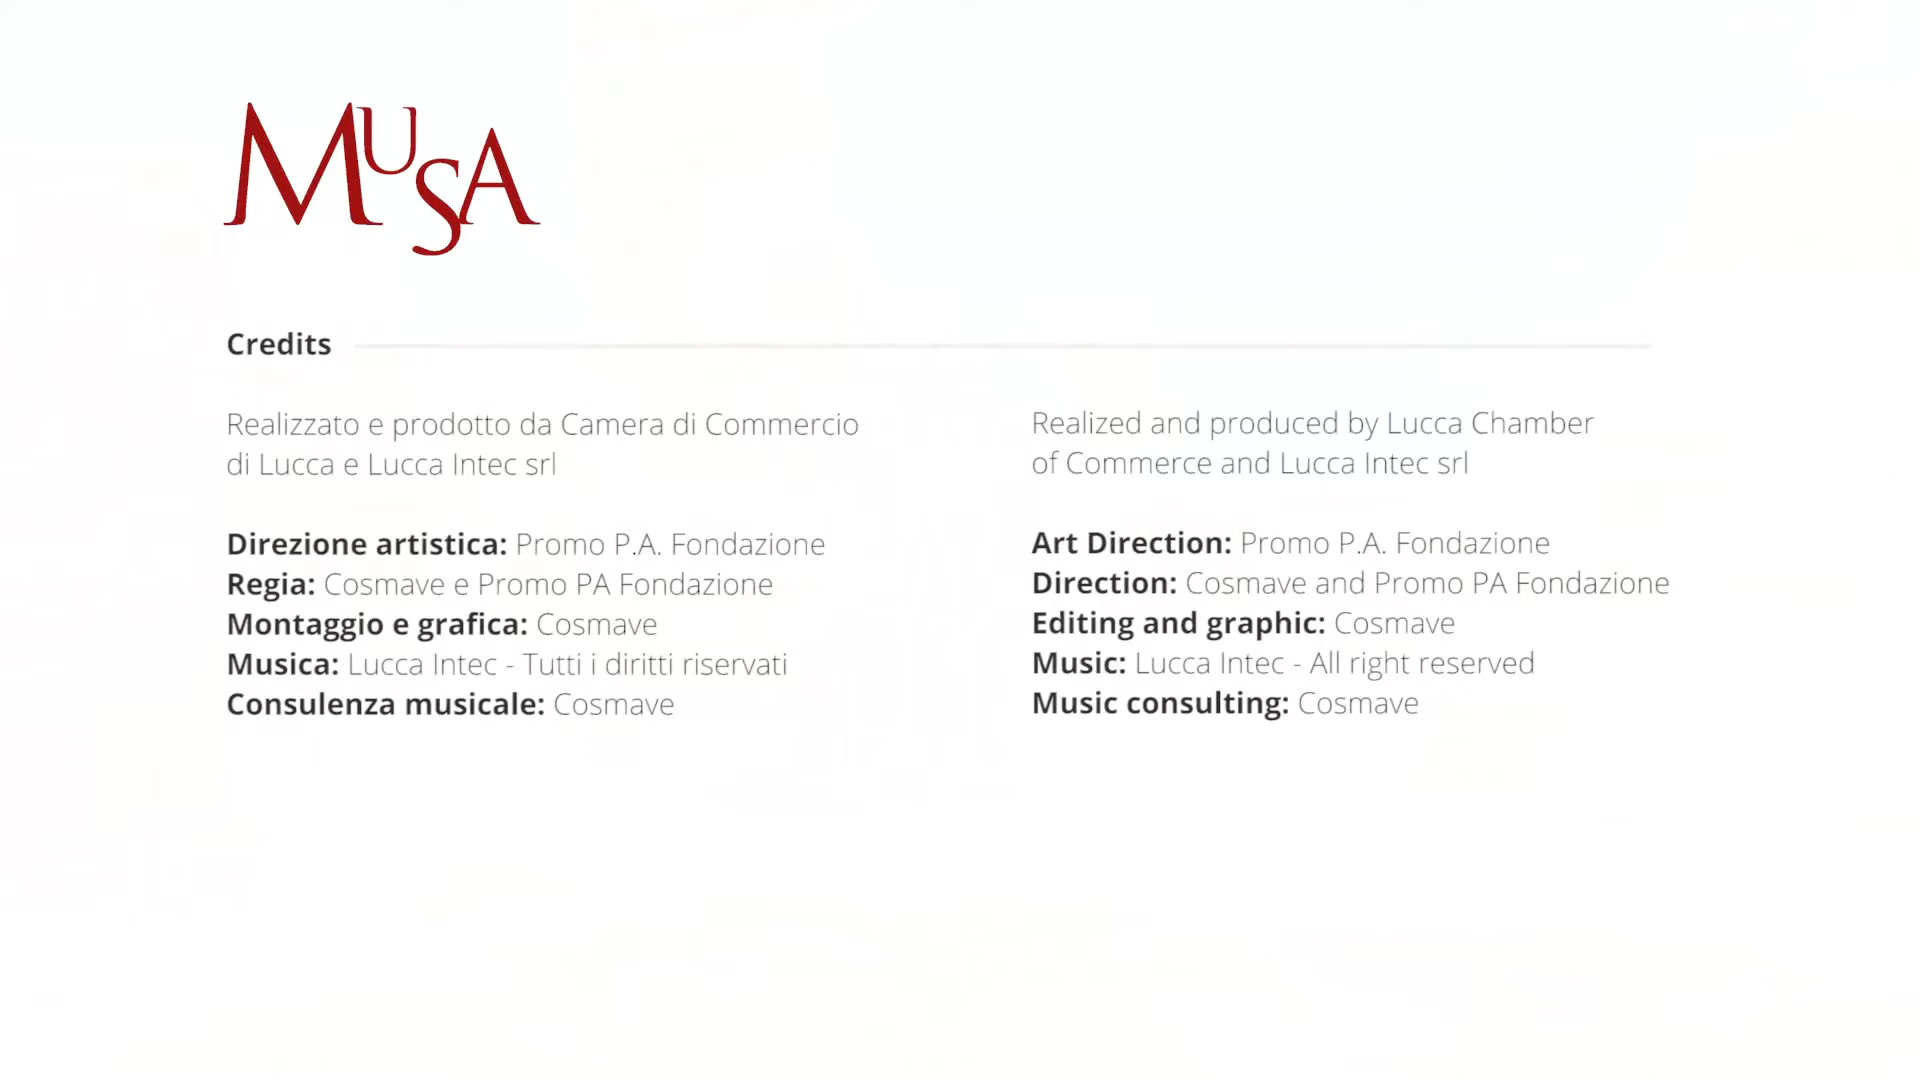 MUSA
Credits
Realizzato e prodotto da Camera di Commercio
di Lucca e Lucca Intec srl
Direzione artistica: Promo P.A. Fondazione
Regia: Cosmave e Promo PA Fondazione
Montaggio e grafica: Cosmave
Musica: Lucca Intec - Tutti i diritti riservati
Consulenza musicale: Cosmave
Realized and produced by Lucca Chamber
of Commerce and Lucca Intec srl
Art Direction: Promo P.A. Fondazione
Direction: Cosmave and Promo PA Fondazione
Editing and graphic: Cosmave
Music: Lucca Intec - All right reserved
Music consulting: Cosmave